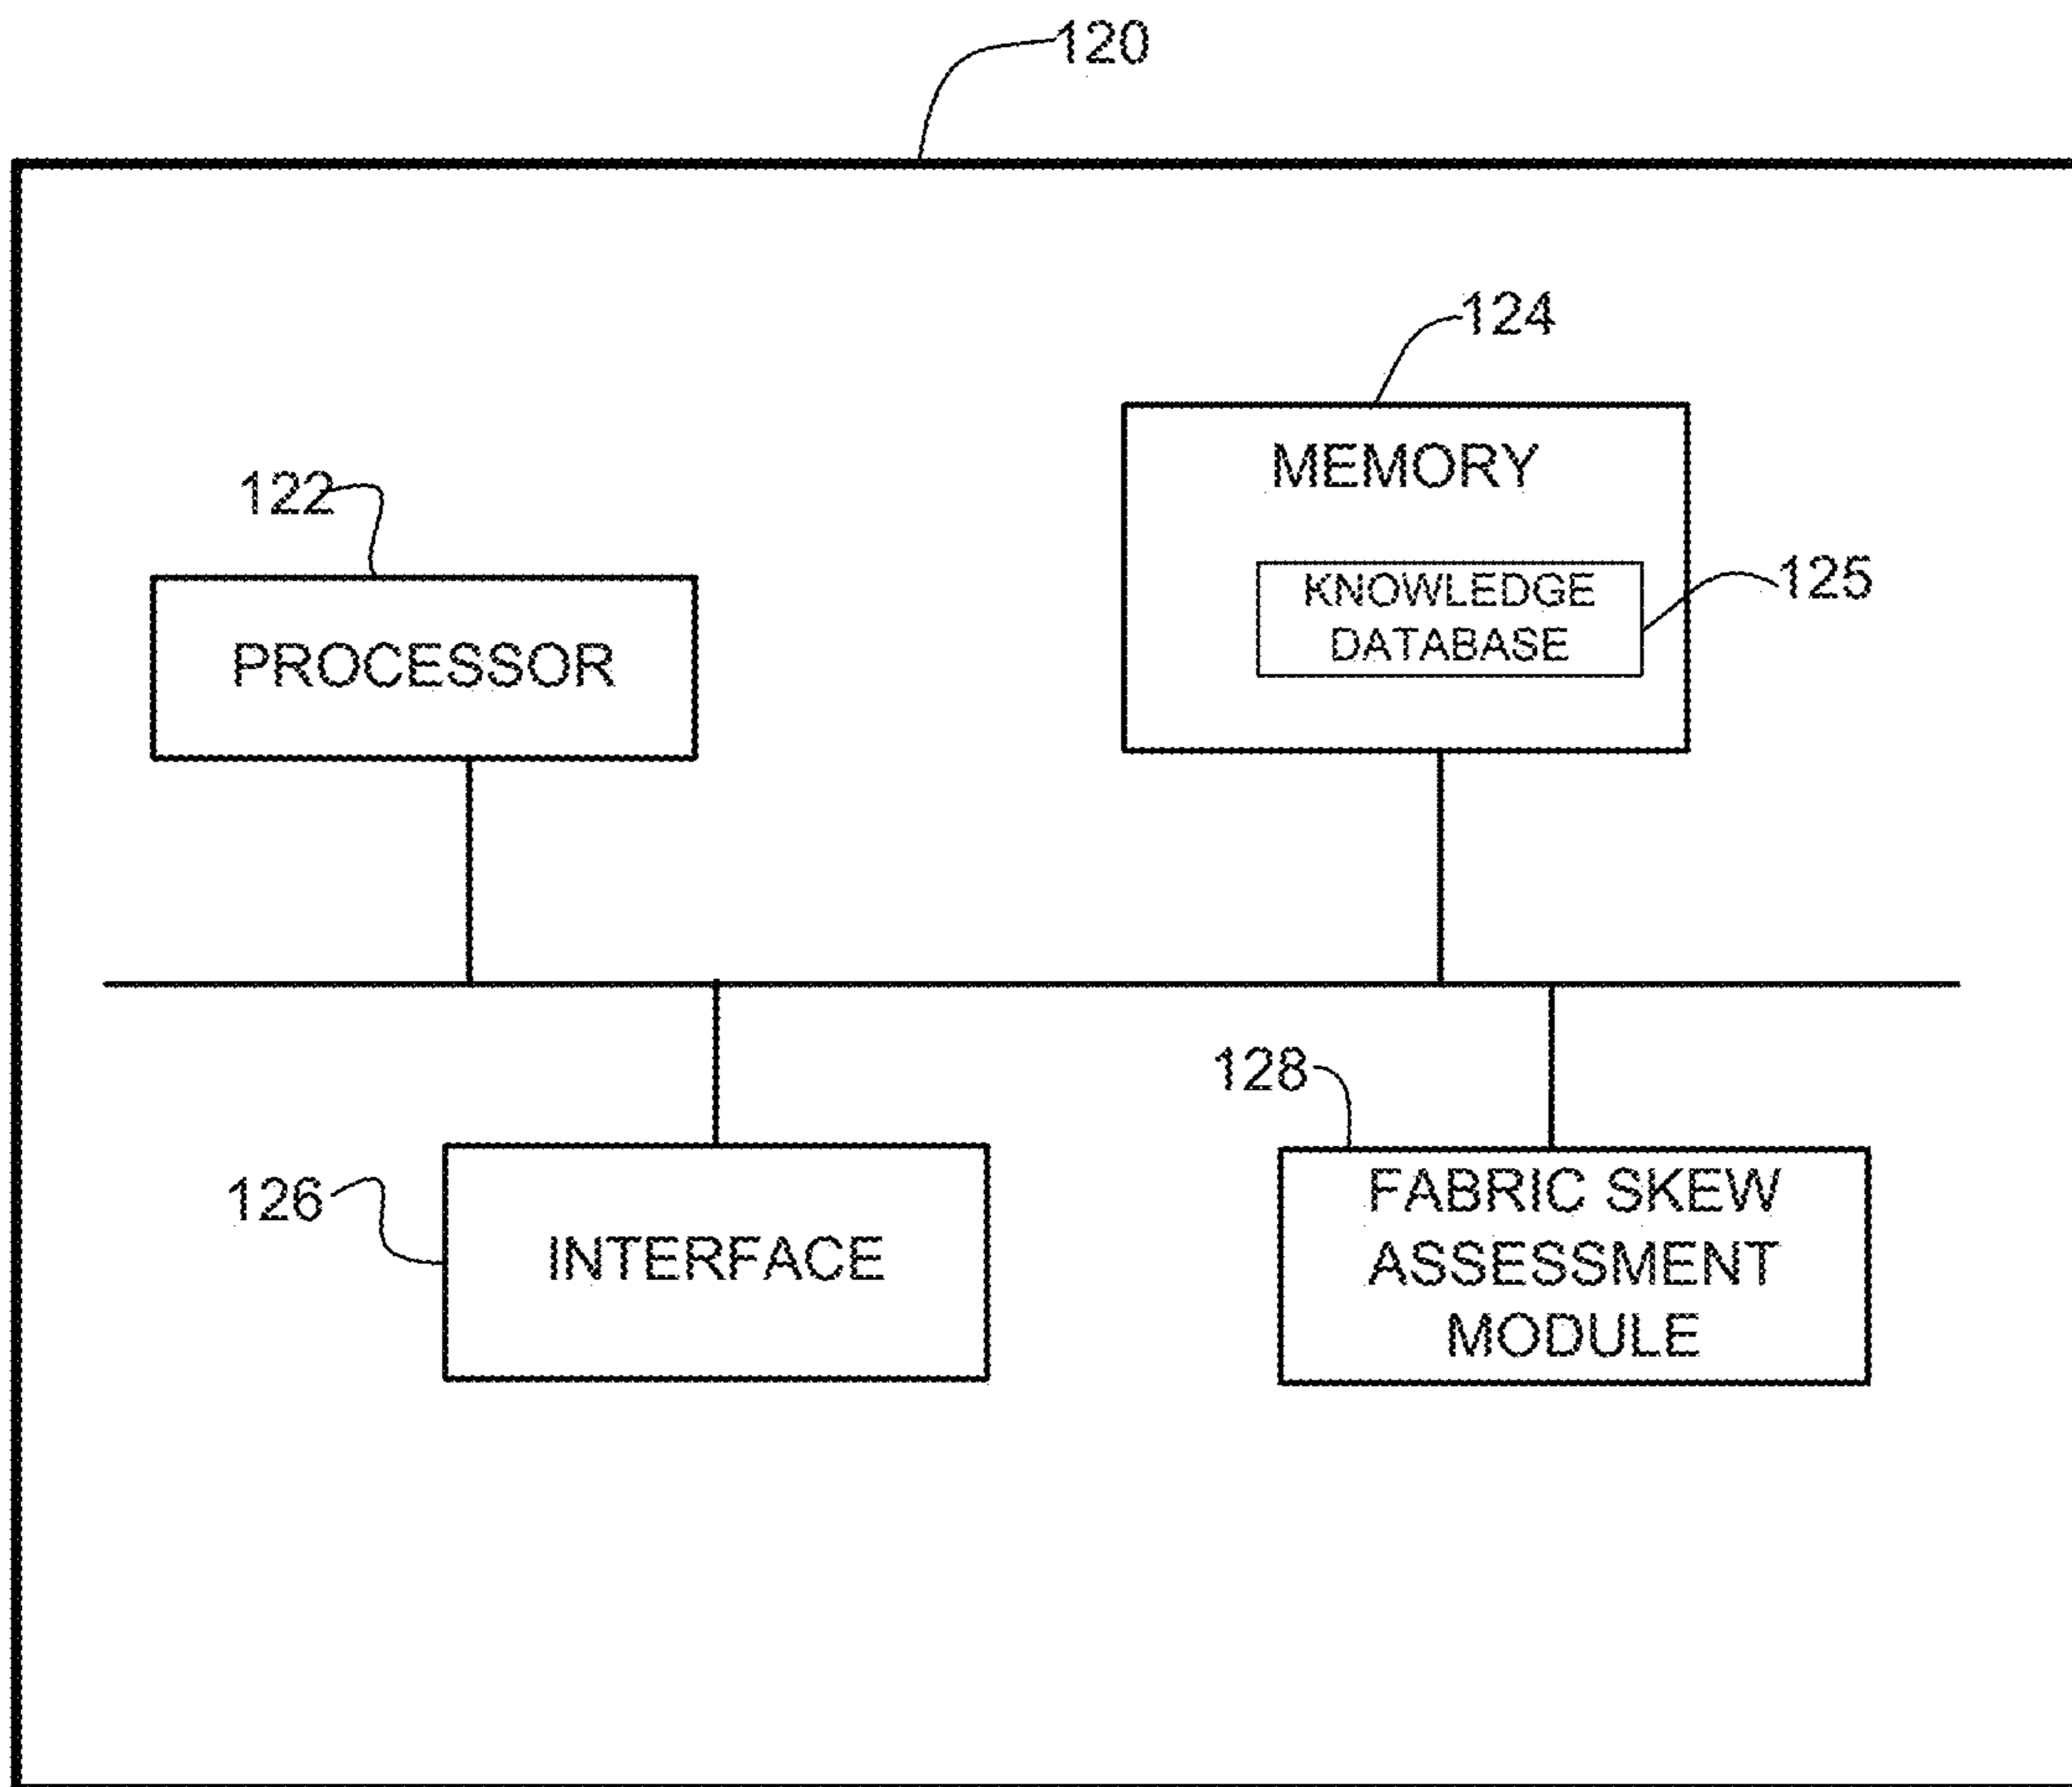 120
124
MEMORY
122
125
KNOWLEDGE
DATABASE
PROCESSOR
128
126
FABRIC SKEW
ASSESSMENT
MODULE
INTERFACE